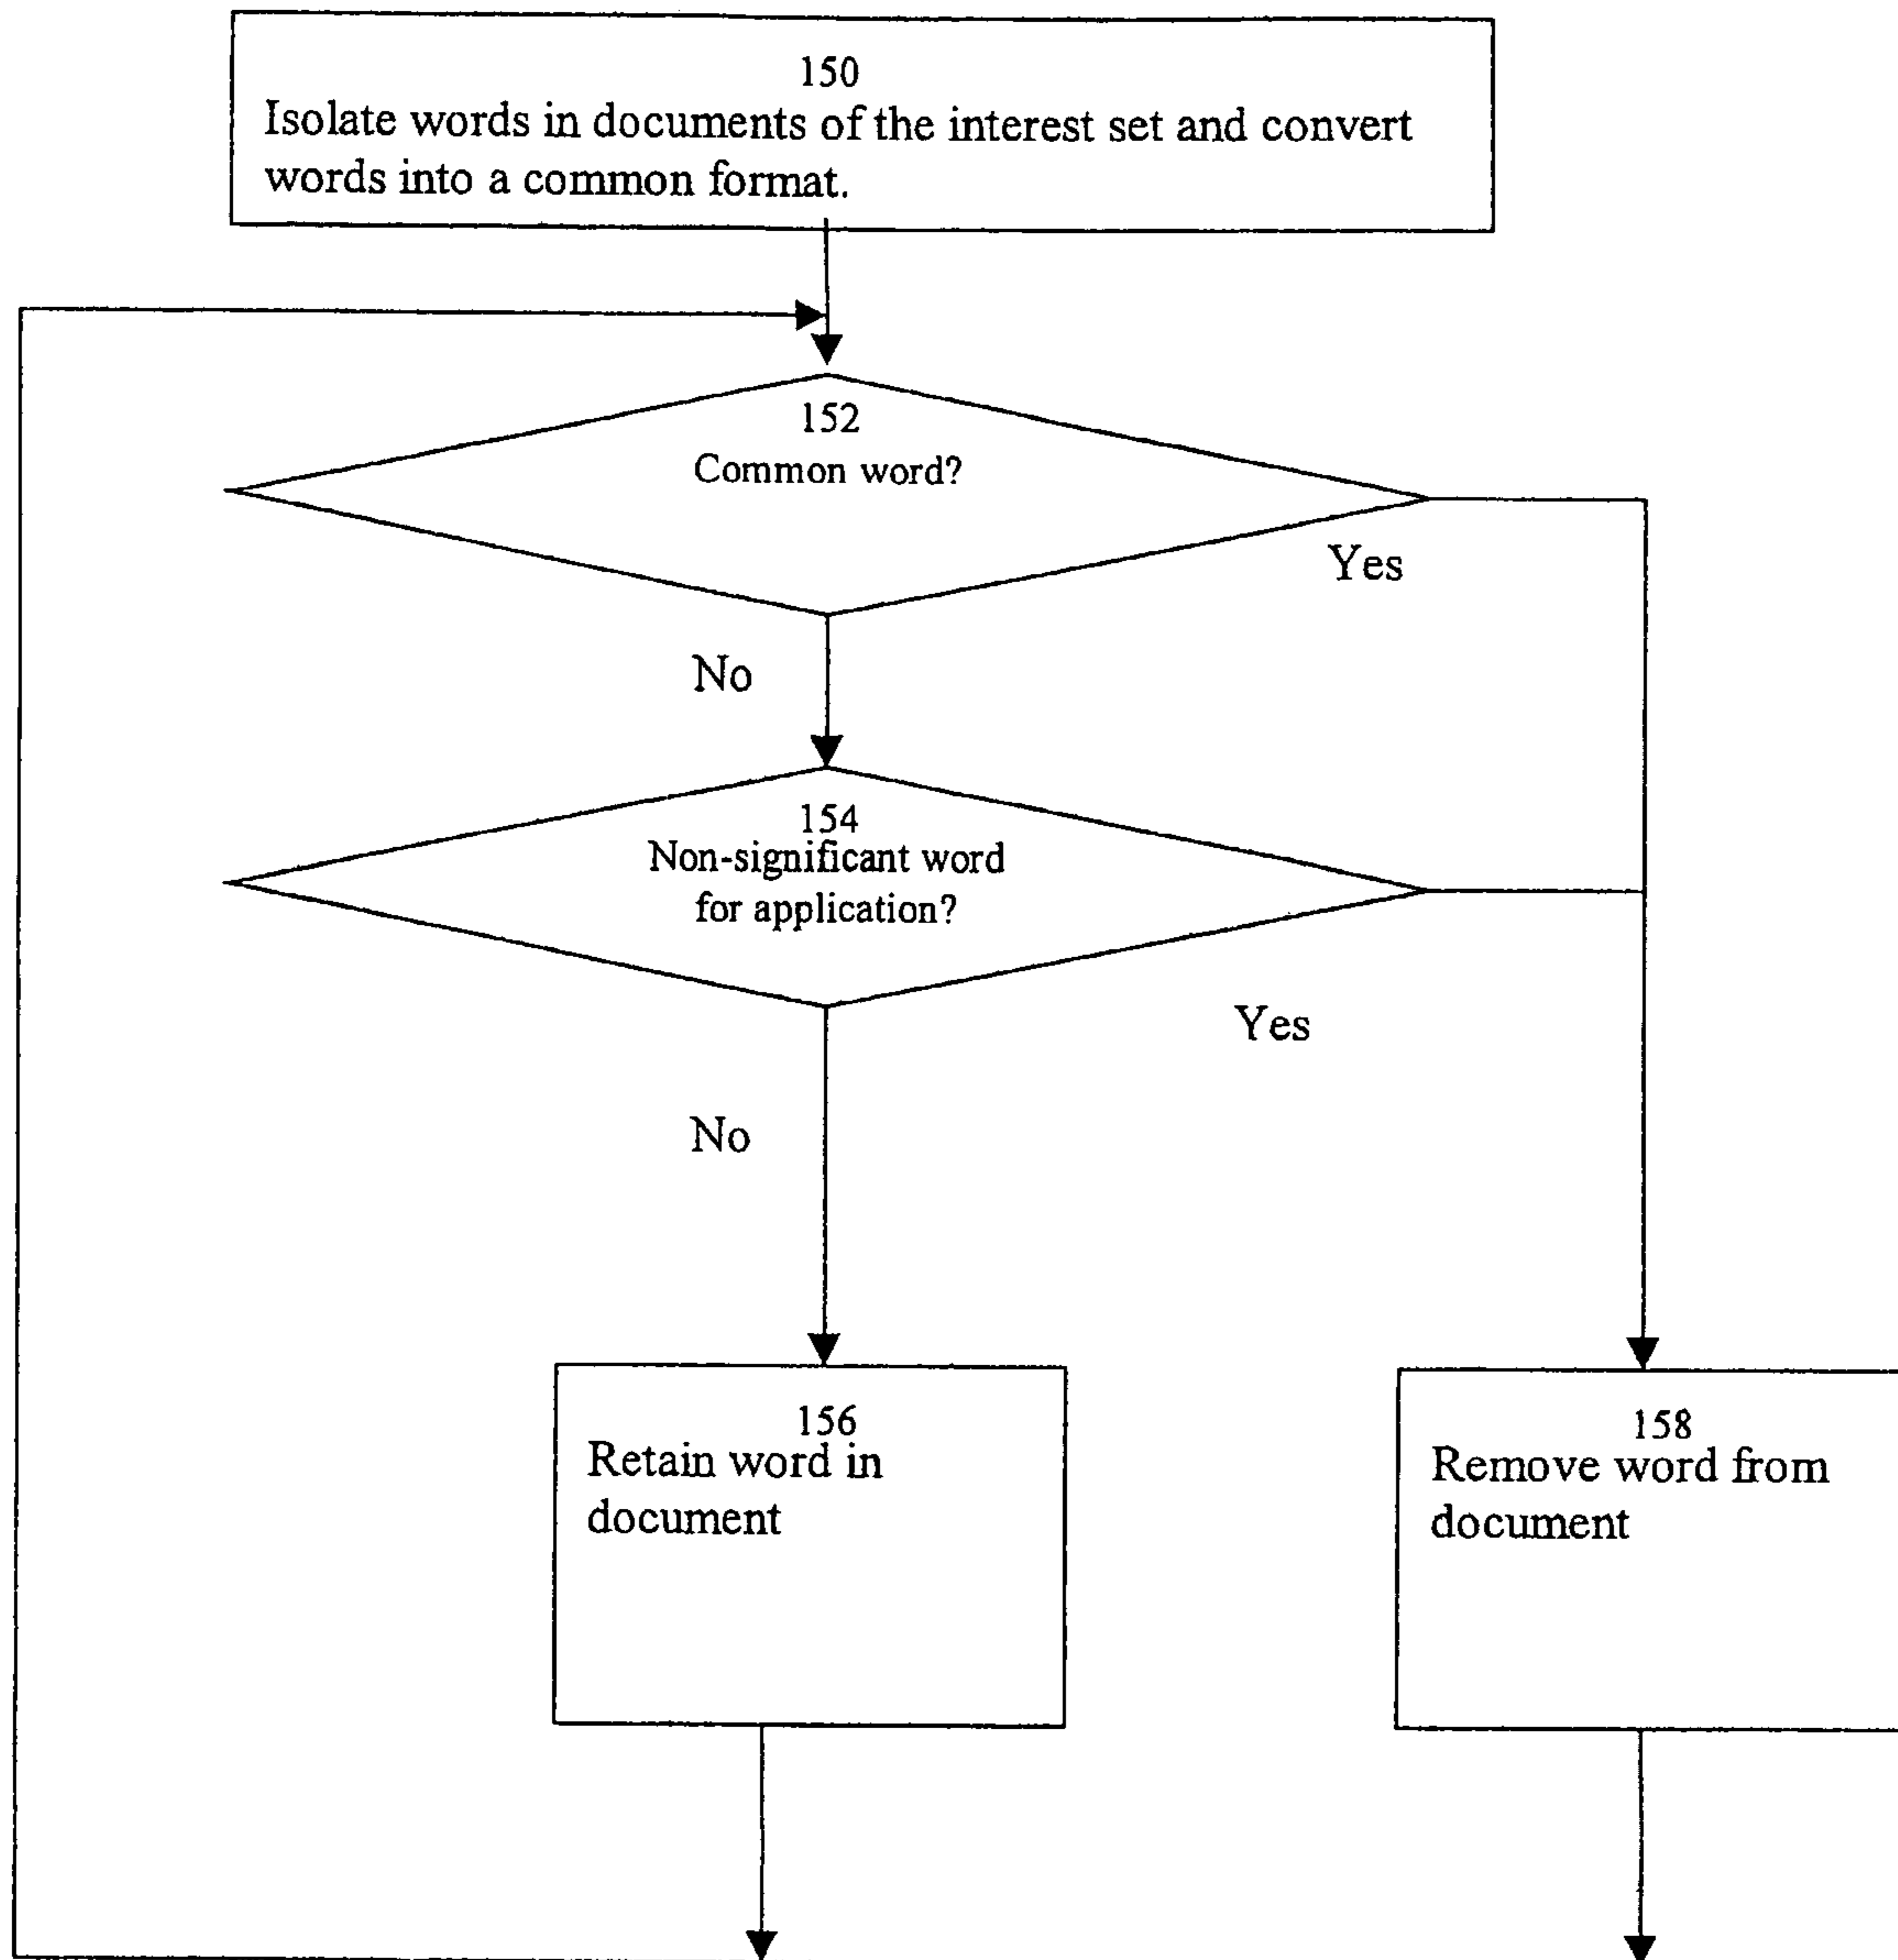 150
Isolate words in documents of the interest set and convert
words into a common format.
152
Common word?
Yes
No
154
Non-significant word
for application?
Yes
No
156
Retain word in
document
158
Remove word from
document